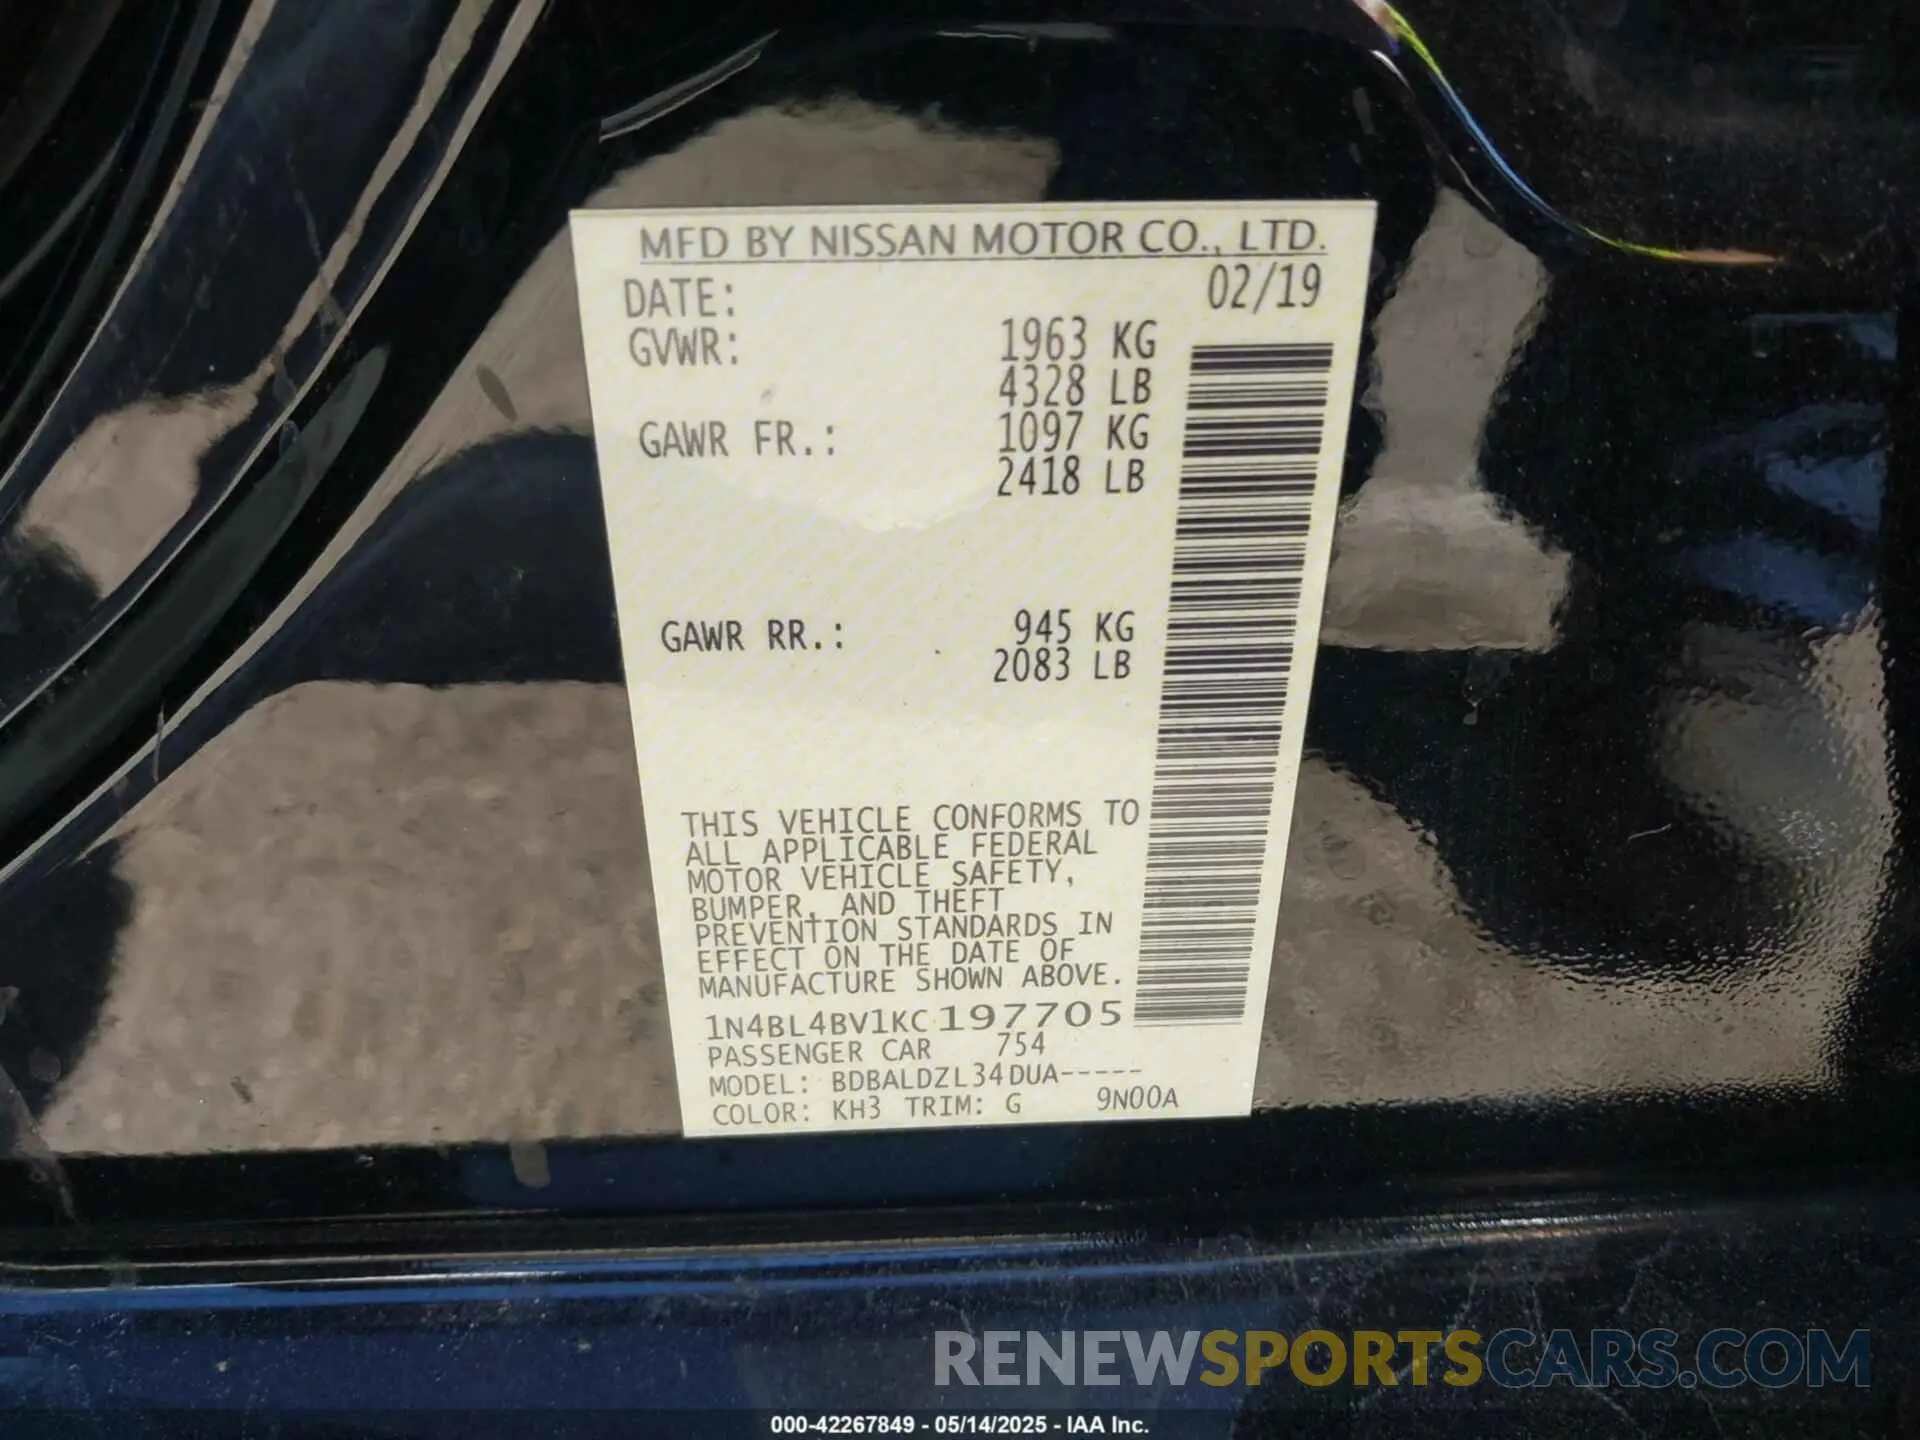 MFD BY NISSAN MOTOR CO., LTD.
DATE: 02/19
GVWR: 1963 KG
4328 LB
GAWR FR.: 1097 KG
2418 LB
GAWR RR.: 945 KG
2083 LB
THIS VEHICLE CONFORMS TO
ALL APPLICABLE FEDERAL
MOTOR VEHICLE SAFETY,
BUMPER, AND THEFT
PREVENTION STANDARDS IN
EFFECT ON THE DATE OF
MANUFACTURE SHOWN ABOVE.
1N4BL4BV1KC197705
PASSENGER CAR 754
MODEL: BDBALDZL34DUA-----
COLOR: KH3 TRIM: G 9N00A
RENEWSPORTSCARS.COM
000-42267849 - 05/14/2025 - IAA Inc.